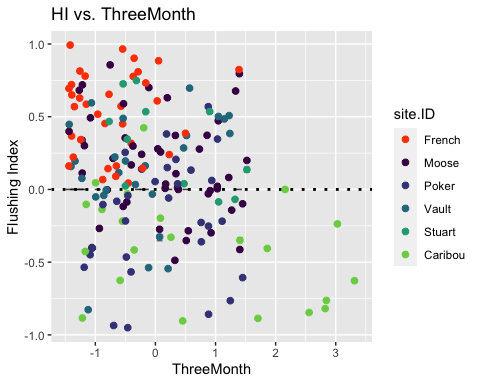 HI vs. ThreeMonth
1.0
0.5
0.0
-0.5
-1.0
Flushing Index
-1
0
1
2
3
ThreeMonth
site.ID
French
Moose
Poker
Vault
Stuart
Caribou